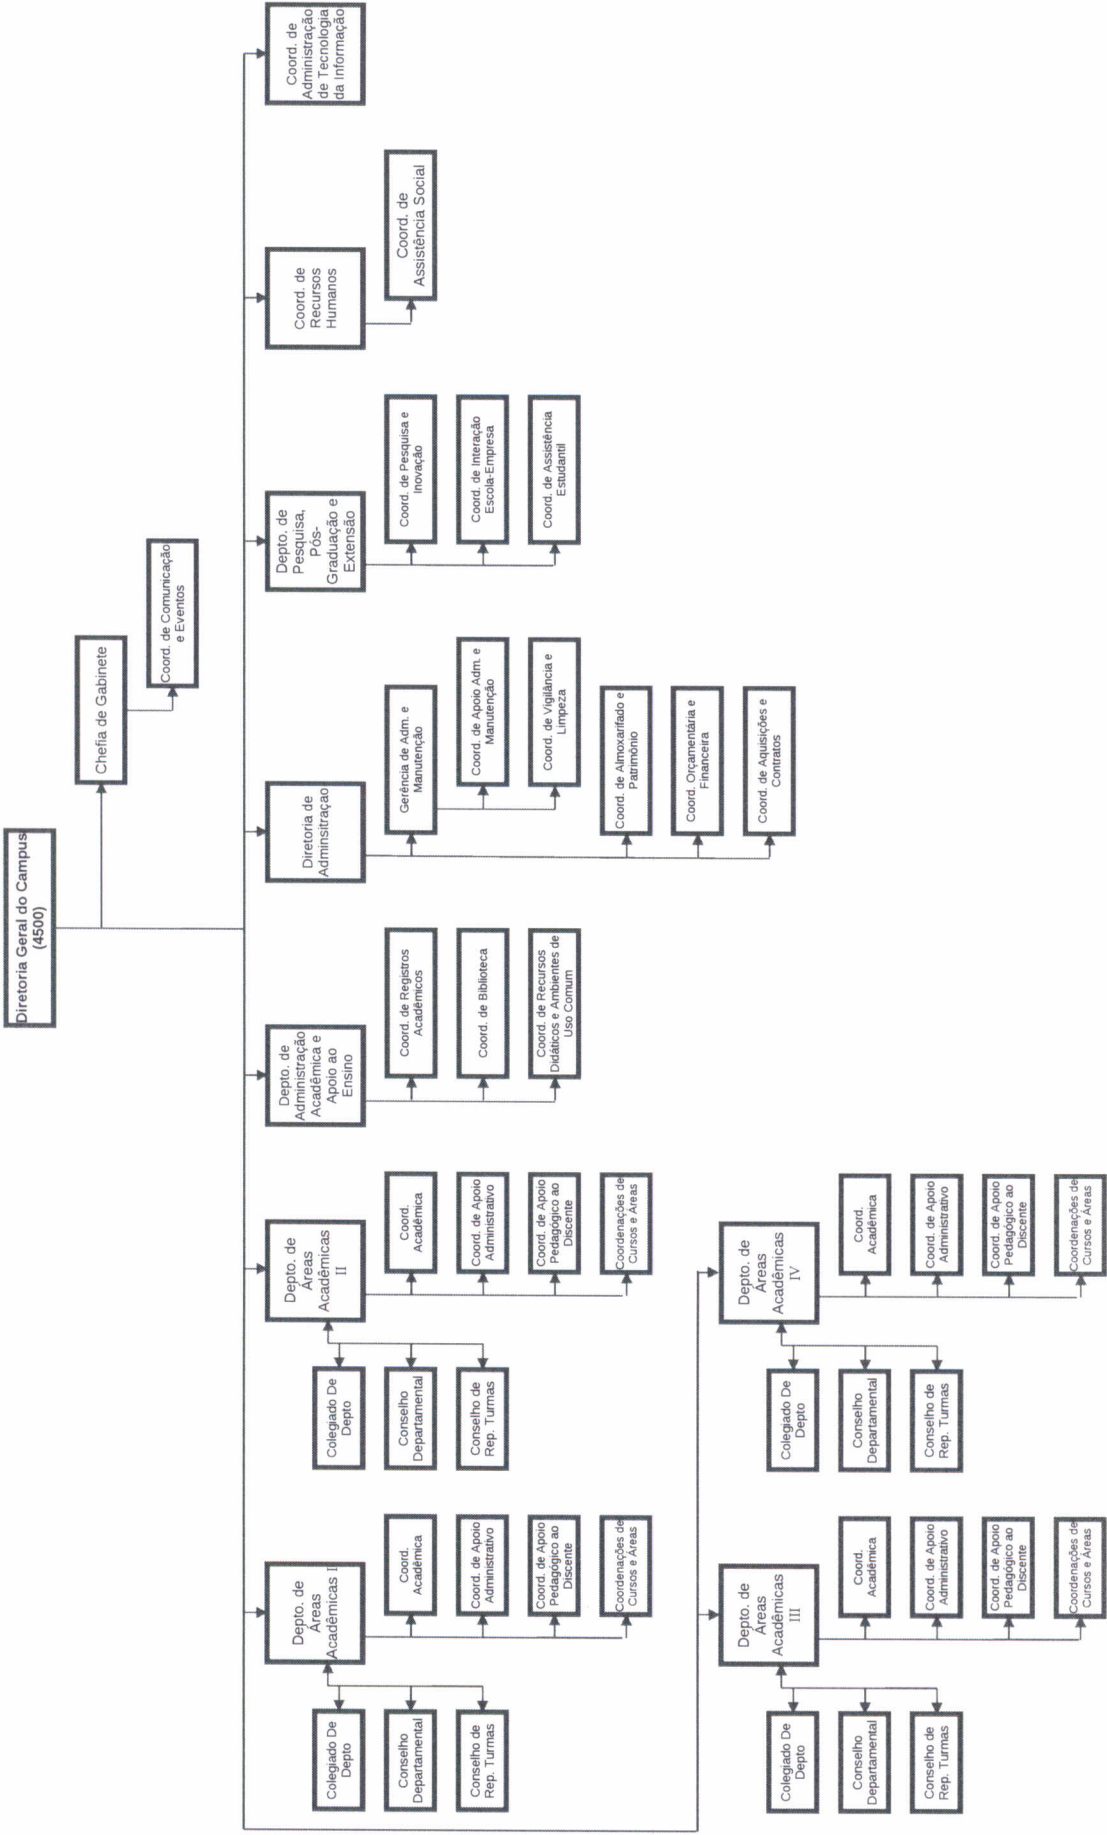 Diretoria Geral do Campus
(4500)
Chefia de Gabinete
Coord. de Comunicação
e Eventos
Depto. de
Áreas
Acadêmicas I
Colegiado De
Depto
Conselho
Departamental
Conselho de
Rep. Turmas
Coord.
Acadêmica
Coord. de Apoio
Administrativo
Coord. de Apoio
Pedagógico ao
Discente
Coordenações de
Cursos e Áreas
Depto. de
Áreas
Acadêmicas
II
Colegiado De
Depto
Conselho
Departamental
Conselho de
Rep. Turmas
Coord.
Acadêmica
Coord. de Apoio
Administrativo
Coord. de Apoio
Pedagógico ao
Discente
Coordenações de
Cursos e Áreas
Depto. de
Administração
Acadêmica e
Apoio ao
Ensino
Coord. de Registros
Acadêmicos
Coord. de Biblioteca
Coord. de Recursos
Didáticos e Ambientes de
Uso Comum
Diretoria de
Adminsitraçao
Gerência de Adm. e
Manutenção
Coord. de Apoio Adm. e
Manutenção
Coord. de Vigilância e
Limpeza
Coord. de Almoxarifado e
Patrimônio
Coord. Orçamentária e
Financeira
Coord. de Aquisições e
Contratos
Depto. de
Pesquisa,
Pós-
Graduação e
Extensão
Coord. de Pesquisa e
Inovação
Coord. de Interação
Escola-Empresa
Coord. de Assistência
Estudantil
Coord. de
Recursos
Humanos
Coord. de
Assistência Social
Coord. de
Administração
de Tecnologia
da Informação
Depto. de
Áreas
Acadêmicas
III
Colegiado De
Depto
Conselho
Departamental
Conselho de
Rep. Turmas
Coord.
Acadêmica
Coord. de Apoio
Administrativo
Coord. de Apoio
Pedagógico ao
Discente
Coordenações de
Cursos e Áreas
Depto. de
Áreas
Acadêmicas
IV
Colegiado De
Depto
Conselho
Departamental
Conselho de
Rep. Turmas
Coord.
Acadêmica
Coord. de Apoio
Administrativo
Coord. de Apoio
Pedagógico ao
Discente
Coordenações de
Cursos e Áreas